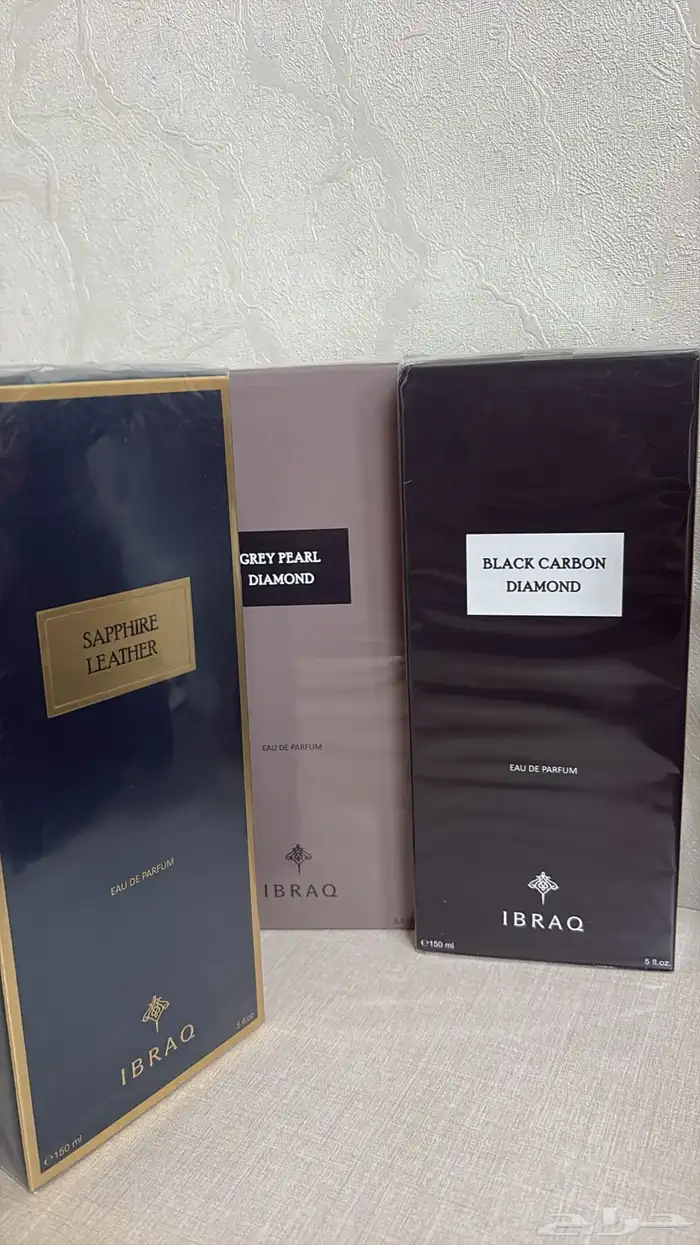 SAPPHIRE
LEATHER
EAU DE PARFUM
IBRAQ
℮150 ml
5 fl.oz.
GREY PEARL
DIAMOND
EAU DE PARFUM
IBRAQ
BLACK CARBON
DIAMOND
EAU DE PARFUM
IBRAQ
℮150 ml
5 fl.oz.
حراج